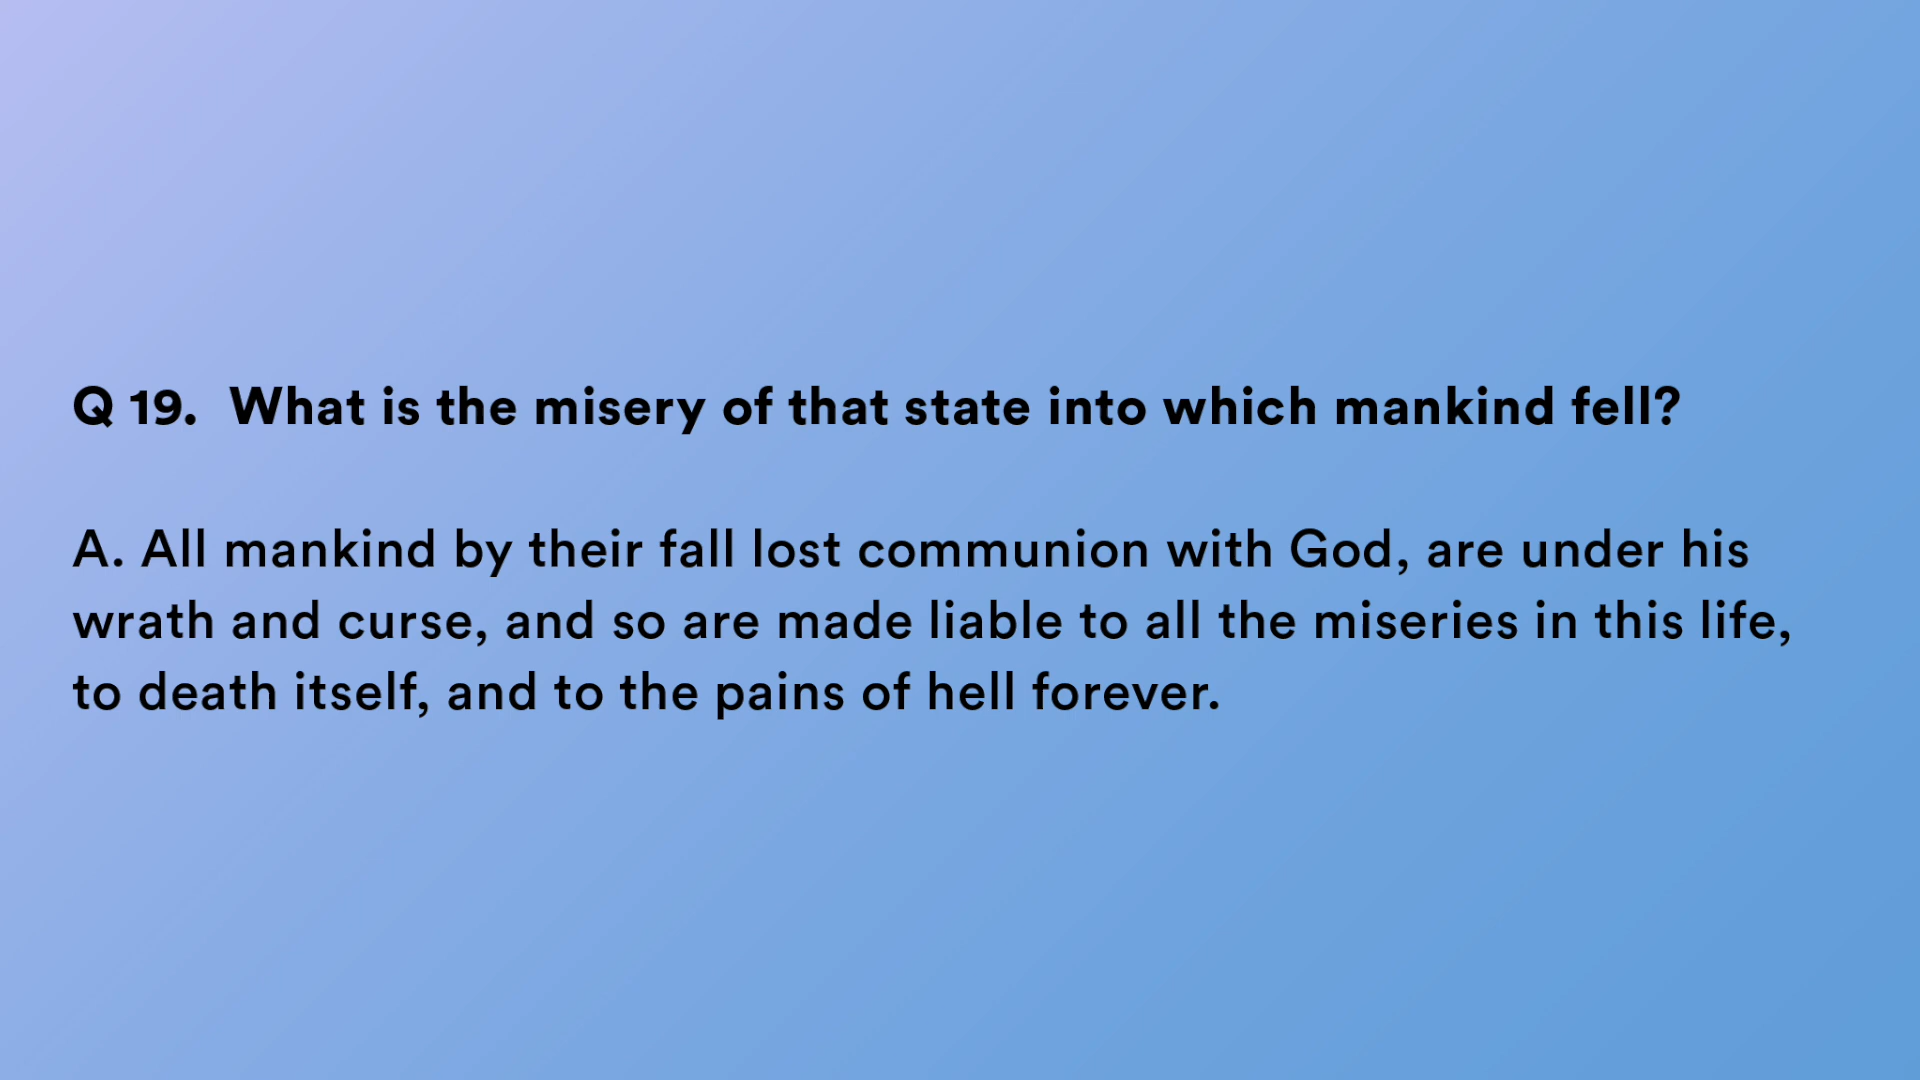 Q 19.  What is the misery of that state into which mankind fell?
A. All mankind by their fall lost communion with God, are under his
wrath and curse, and so are made liable to all the miseries in this life,
to death itself, and to the pains of hell forever.